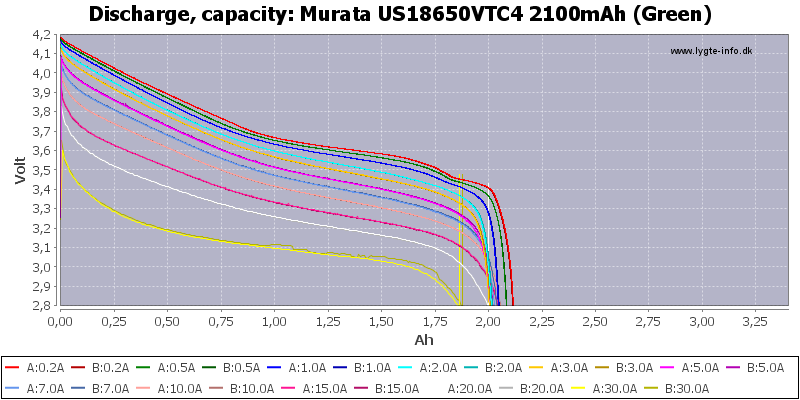 Discharge, capacity: Murata US18650VTC4 2100mAh (Green)
www.lygte-info.dk
Volt
4,2
4,1
4,0
3,9
3,8
3,7
3,6
3,5
3,4
3,3
3,2
3,1
3,0
2,9
2,8
0,00 0,25 0,50 0,75 1,00 1,25 1,50 1,75 2,00 2,25 2,50 2,75 3,00 3,25
Ah
A:0.2A B:0.2A A:0.5A B:0.5A A:1.0A B:1.0A A:2.0A B:2.0A A:3.0A B:3.0A A:5.0A B:5.0A
A:7.0A B:7.0A A:10.0A B:10.0A A:15.0A B:15.0A A:20.0A B:20.0A A:30.0A B:30.0A